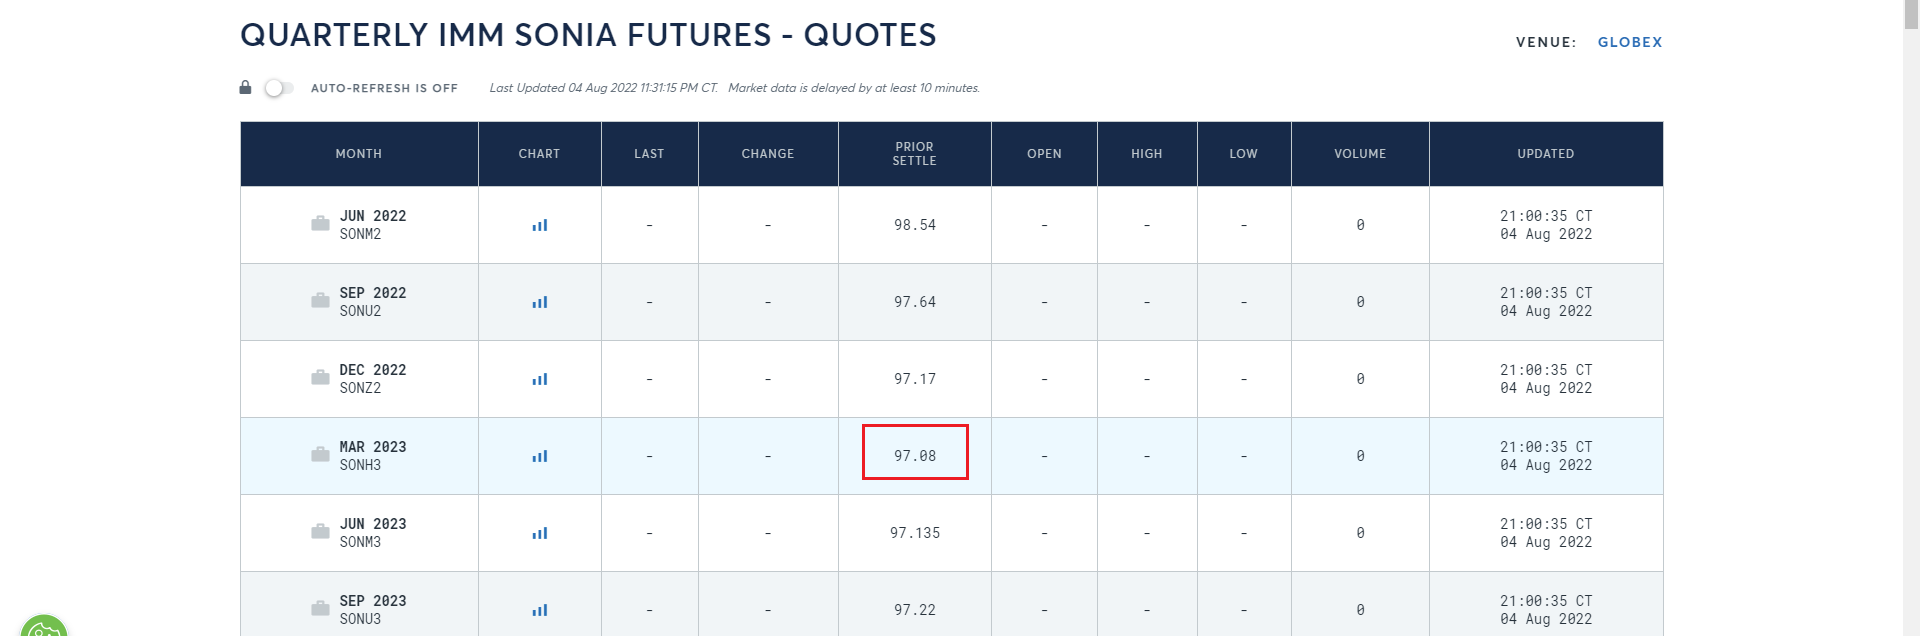 QUARTERLY IMM SONIA FUTURES - QUOTES
VENUE: GLOBEX
AUTO-REFRESH IS OFF Last Updated 04 Aug 2022 11:31:15 PM CT. Market data is delayed by at least 10 minutes.
MONTH CHART LAST CHANGE PRIOR SETTLE OPEN HIGH LOW VOLUME UPDATED
JUN 2022 SONM2 - - 98.54 - - - 0 21:00:35 CT 04 Aug 2022
SEP 2022 SONU2 - - 97.64 - - - 0 21:00:35 CT 04 Aug 2022
DEC 2022 SONZ2 - - 97.17 - - - 0 21:00:35 CT 04 Aug 2022
MAR 2023 SONH3 - - 97.08 - - - 0 21:00:35 CT 04 Aug 2022
JUN 2023 SONM3 - - 97.135 - - - 0 21:00:35 CT 04 Aug 2022
SEP 2023 SONU3 - - 97.22 - - - 0 21:00:35 CT 04 Aug 2022